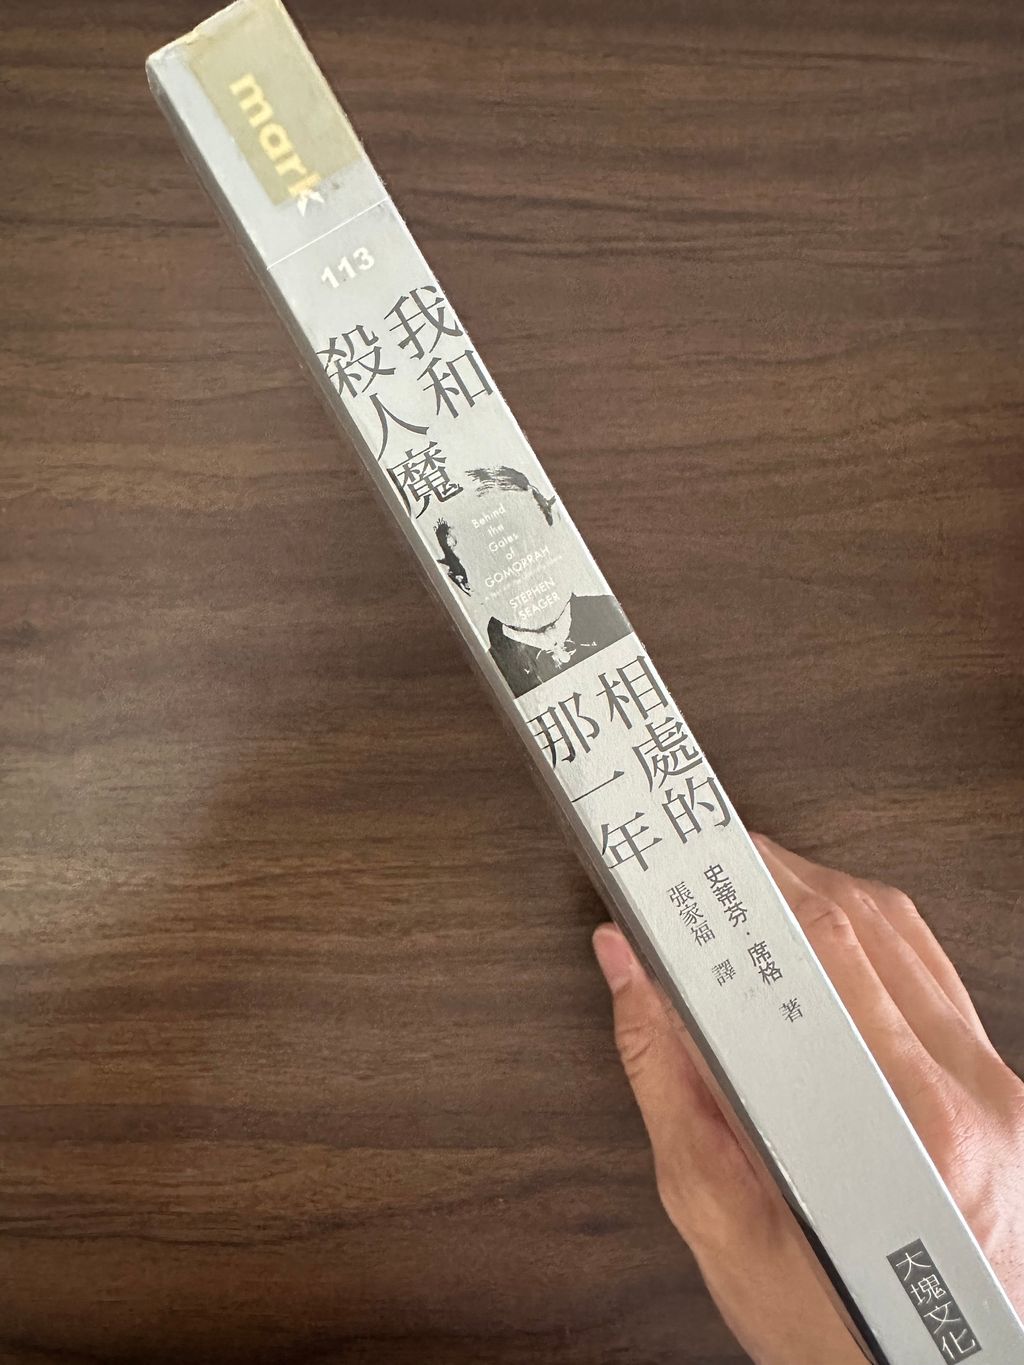 mark
113
我和
殺人魔
Behind
the
Gates
of
GOMORRAH
STEPHEN
SEAGER
相處的
那一年
史蒂芬．席格 著
張家福 譯
大塊文化